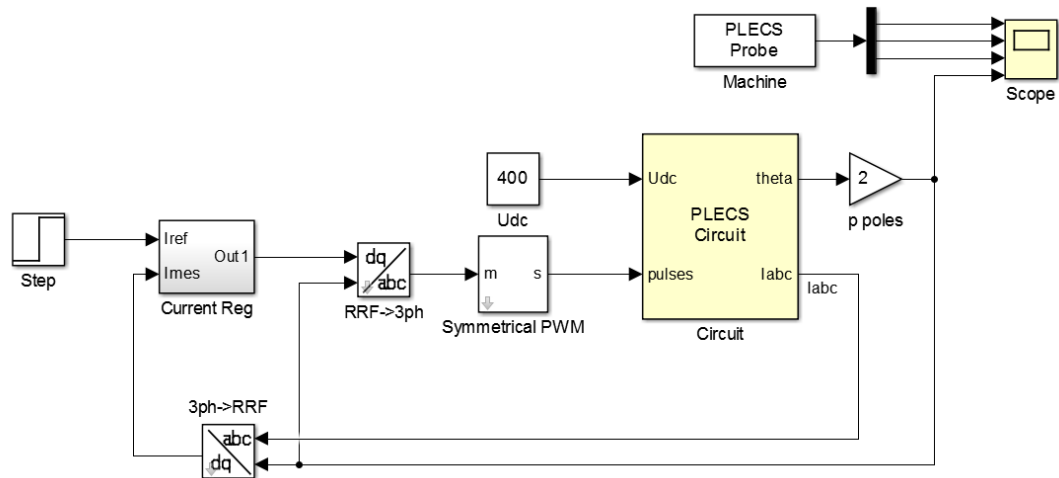 PLECS
Probe
Machine
Scope
400
Udc
Udc
theta
PLECS
Circuit
pulses
Iabc
Circuit
Iabc
2
p poles
Step
Iref
Imes
Out1
Current Reg
dq
abc
RRF->3ph
m
s
Symmetrical PWM
3ph->RRF
abc
dq